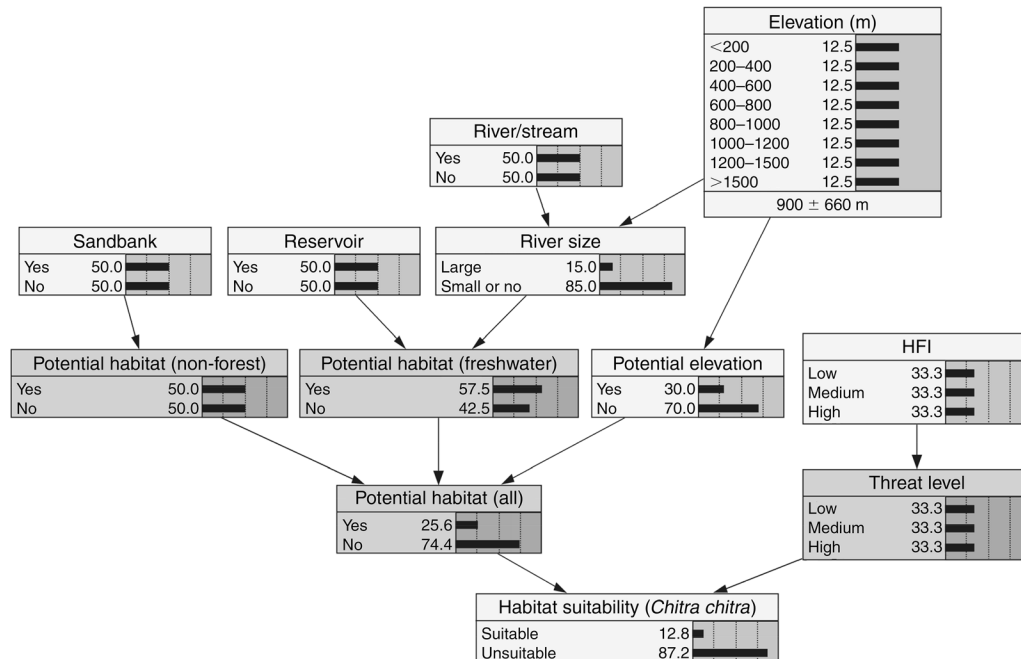 Elevation (m)
<200 12.5
200–400 12.5
400–600 12.5
600–800 12.5
800–1000 12.5
1000–1200 12.5
1200–1500 12.5
>1500 12.5
900 ± 660 m
River/stream
Yes 50.0
No 50.0
Sandbank
Yes 50.0
No 50.0
Reservoir
Yes 50.0
No 50.0
River size
Large 15.0
Small or no 85.0
Potential habitat (non-forest)
Yes 50.0
No 50.0
Potential habitat (freshwater)
Yes 57.5
No 42.5
Potential elevation
Yes 30.0
No 70.0
HFI
Low 33.3
Medium 33.3
High 33.3
Potential habitat (all)
Yes 25.6
No 74.4
Threat level
Low 33.3
Medium 33.3
High 33.3
Habitat suitability (Chitra chitra)
Suitable 12.8
Unsuitable 87.2